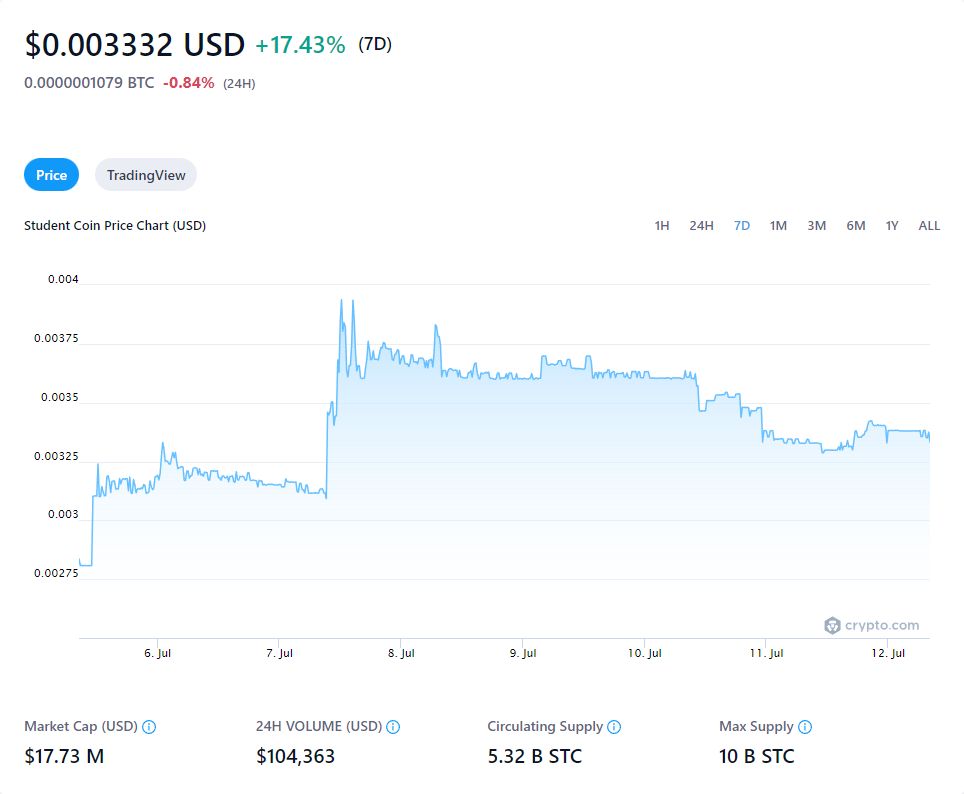 $0.003332 USD +17.43% (7D)
0.0000001079 BTC -0.84% (24H)
Price TradingView
Student Coin Price Chart (USD) 1H 24H 7D 1M 3M 6M 1Y ALL
0.004
0.00375
0.0035
0.00325
0.003
0.00275
crypto.com
6. Jul 7. Jul 8. Jul 9. Jul 10. Jul 11. Jul 12. Jul
Market Cap (USD) 24H VOLUME (USD) Circulating Supply Max Supply
$17.73 M $104,363 5.32 B STC 10 B STC